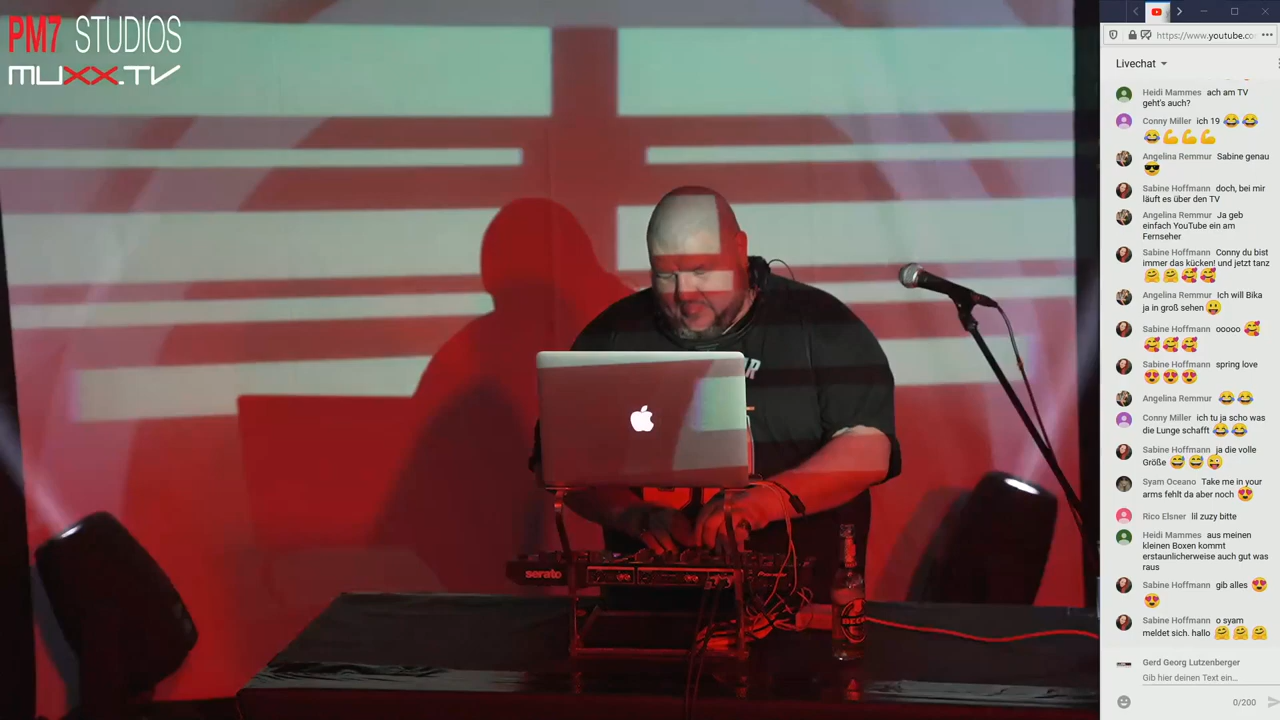 PM7 STUDIOS
MUXX.TV
serato
https://www.youtube.co
Livechat
Heidi Mammes ach am TV
geht's auch?
Conny Miller ich 19 😂😂
😂💪💪💪
Angelina Remmur Sabine genau
😎
Sabine Hoffmann doch, bei mir
läuft es über den TV
Angelina Remmur Ja geb
einfach YouTube ein am
Fernseher
Sabine Hoffmann Conny du bist
immer das kücken! und jetzt tanz
🤗🤗🥰🥰
Angelina Remmur Ich will Bika
ja in groß sehen 😛
Sabine Hoffmann ooooo 🥰
🥰🥰🥰
Sabine Hoffmann spring love
😍😍😍
Angelina Remmur 😂😂
Conny Miller ich tu ja scho was
die Lunge schafft 😂😂
Sabine Hoffmann ja die volle
Größe 😅😅😜
Syam Oceano Take me in your
arms fehlt da aber noch 😍
Rico Elsner lil zuzy bitte
Heidi Mammes aus meinen
kleinen Boxen kommt
erstaunlicherweise auch gut was
raus
Sabine Hoffmann gib alles 😍
😍
Sabine Hoffmann o syam
meldet sich. hallo 🤗🤗🤗
Gerd Georg Lutzenberger
Gib hier deinen Text ein...
0/200